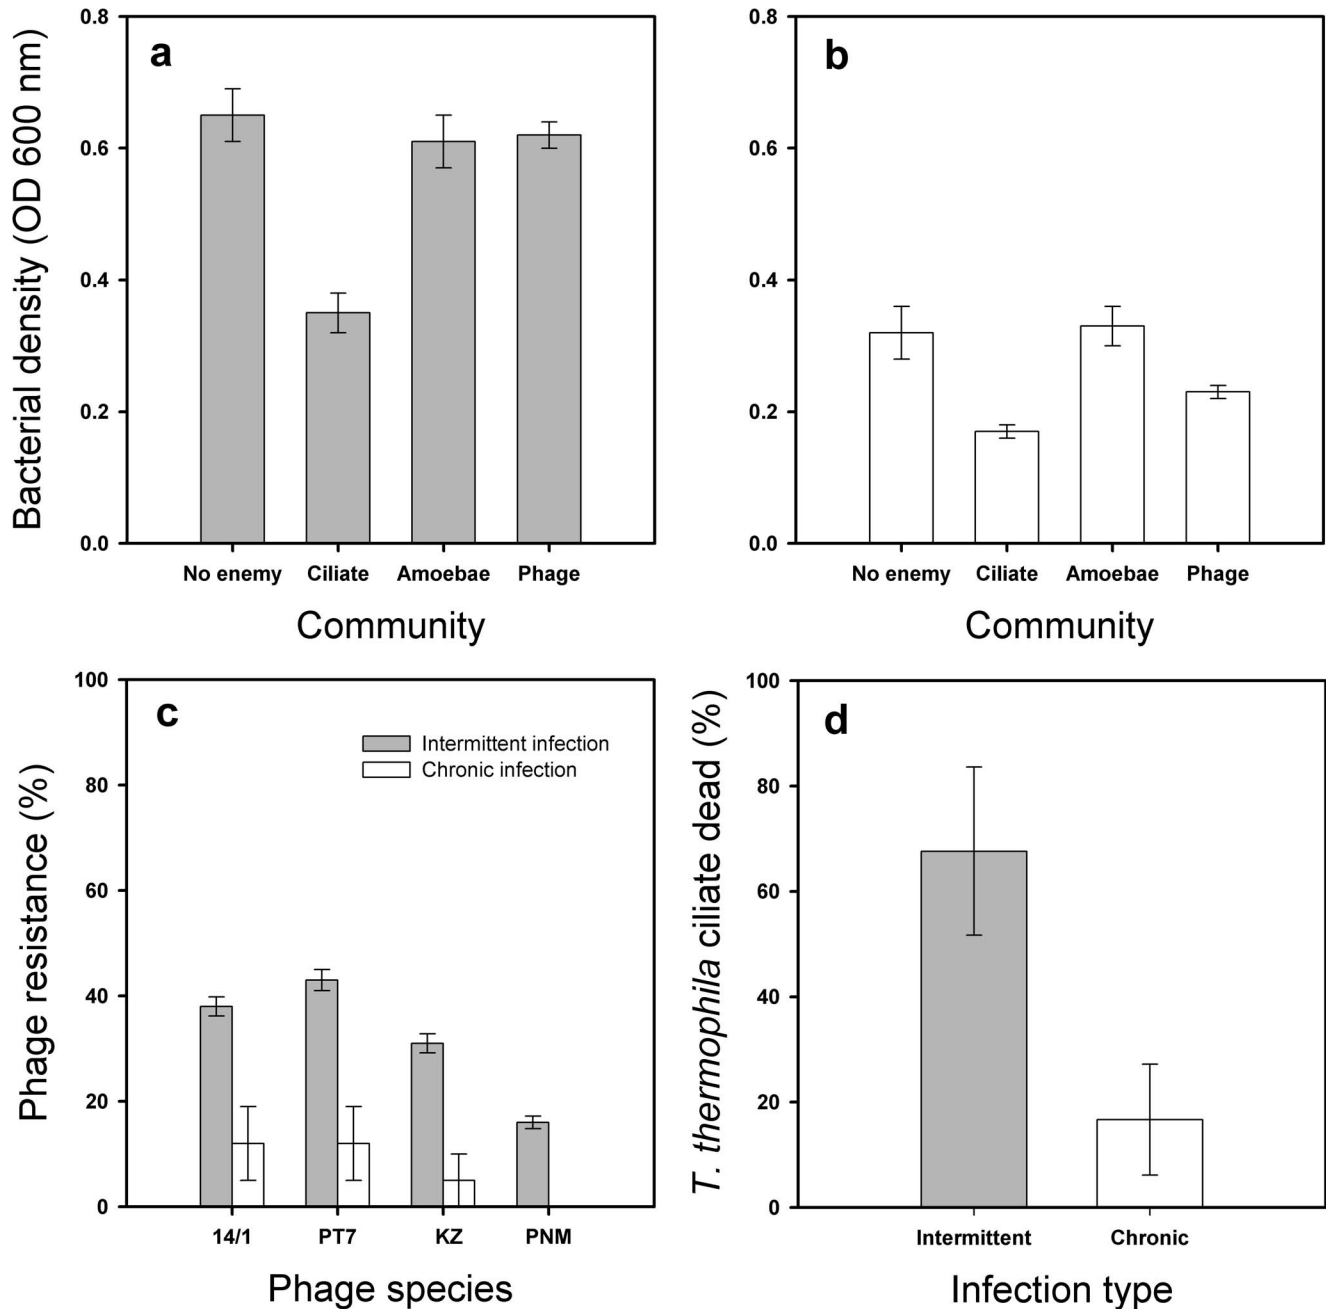 a
Bacterial density (OD 600 nm)
0.8
0.6
0.4
0.2
0.0
No enemy Ciliate Amoebae Phage
Community
b
0.8
0.6
0.4
0.2
0.0
No enemy Ciliate Amoebae Phage
Community
c
Phage resistance (%)
100
80
60
40
20
0
Intermittent infection
Chronic infection
14/1 PT7 KZ PNM
Phage species
d
T. thermophila ciliate dead (%)
100
80
60
40
20
0
Intermittent Chronic
Infection type